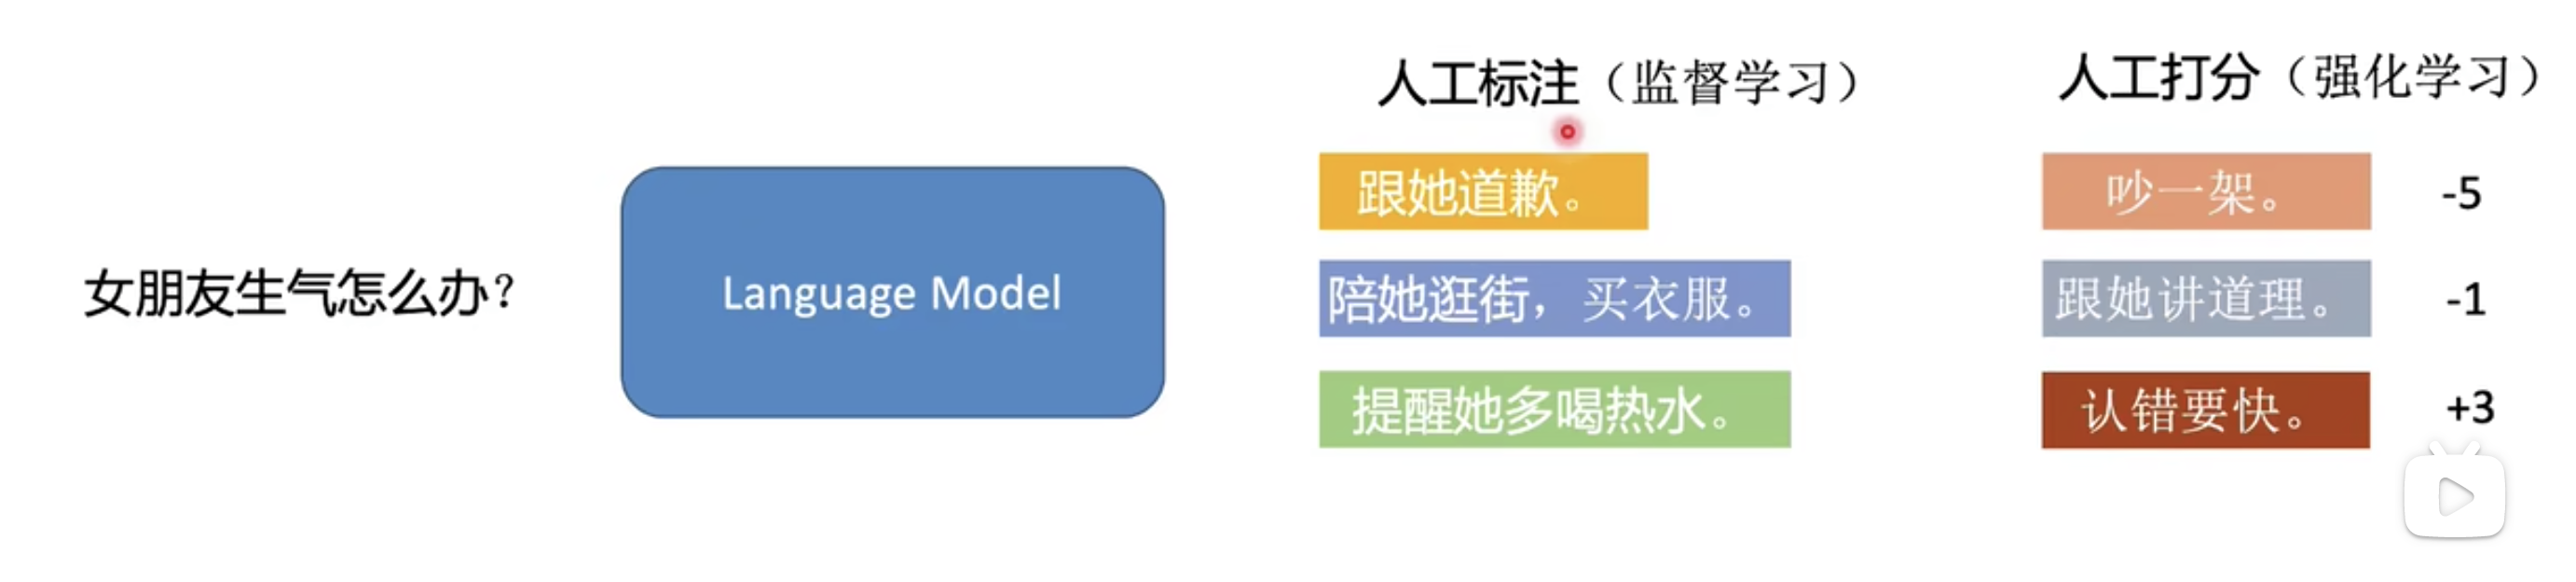 女朋友生气怎么办？
Language Model
人工标注（监督学习）
跟她道歉。
陪她逛街，买衣服。
提醒她多喝热水。
人工打分（强化学习）
吵一架。 -5
跟她讲道理。 -1
认错要快。 +3